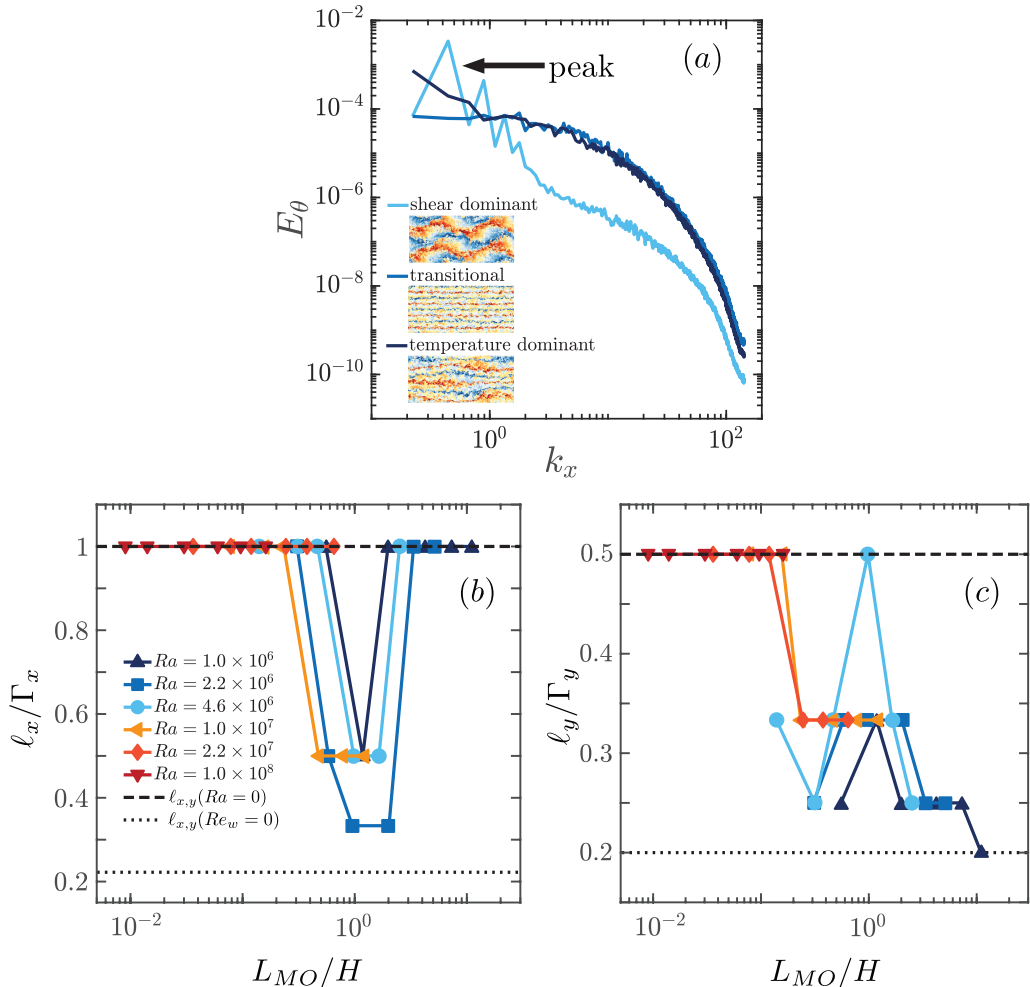 10^{-2}
(a)
peak
10^{-4}
10^{-6}
E_θ
shear dominant
transitional
10^{-8}
temperature dominant
10^{-10}
10^0
10^2
k_x
1
(b)
0.8
ℓ_x/Γ_x
Ra = 1.0 × 10^6
Ra = 2.2 × 10^6
Ra = 4.6 × 10^6
Ra = 1.0 × 10^7
Ra = 2.2 × 10^7
Ra = 1.0 × 10^8
ℓ_{x,y}(Ra = 0)
ℓ_{x,y}(Re_w = 0)
0.6
0.4
0.2
10^{-2}
10^0
L_{MO}/H
0.5
(c)
0.4
ℓ_y/Γ_y
0.3
0.2
10^{-2}
10^0
L_{MO}/H